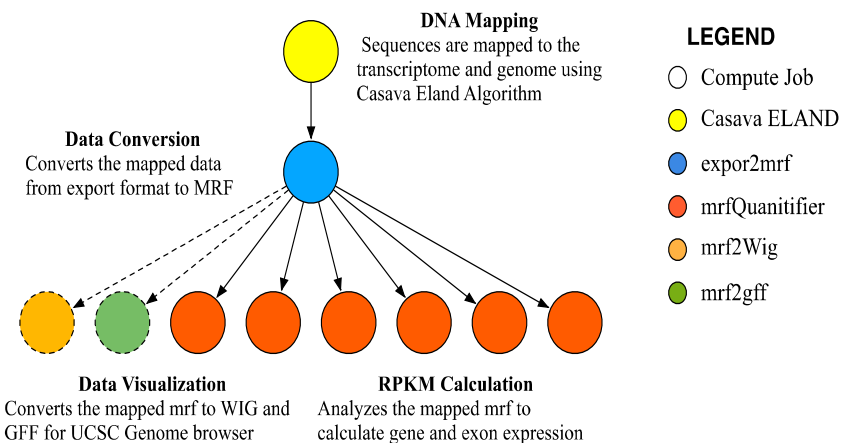 DNA Mapping
Sequences are mapped to the
transcriptome and genome using
Casava Eland Algorithm
LEGEND
Compute Job
Casava ELAND
expor2mrf
mrfQuanitifier
mrf2Wig
mrf2gff
Data Conversion
Converts the mapped data
from export format to MRF
Data Visualization
Converts the mapped mrf to WIG and
GFF for UCSC Genome browser
RPKM Calculation
Analyzes the mapped mrf to
calculate gene and exon expression